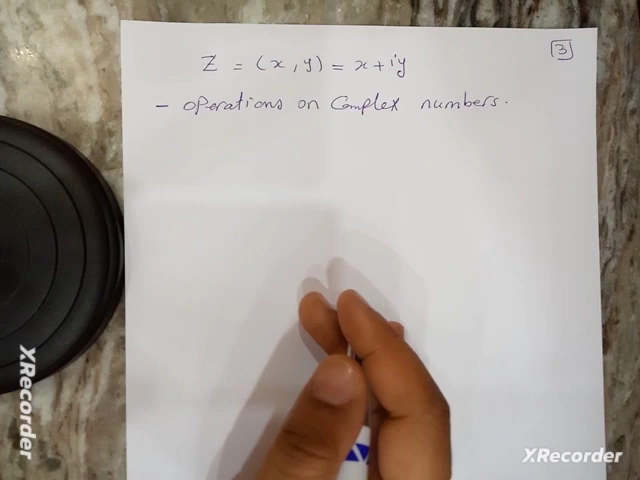 [3]
Z = (x, y) = x + iy
- operations on Complex numbers.
XRecorder
XRecorder